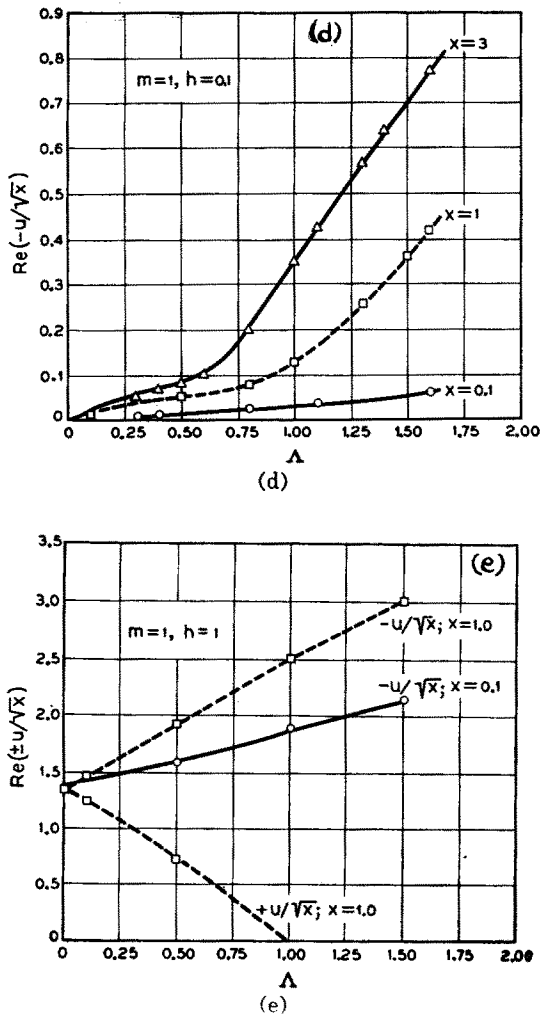 0.9
0.8
0.7
0.6
0.5
0.4
0.3
0.2
0.1
0
Re(-u/√x)
(d)
m=1, h=0.1
x=3
x=1
x=0.1
0 0.25 0.50 0.75 1.00 1.25 1.50 1.75 2.00
Λ
(d)
3.5
3.0
2.5
2.0
1.5
1.0
0.5
0
Re(±u/√x)
(e)
m=1, h=1
-u/√x; x=1.0
-u/√x; x=0.1
+u/√x; x=1.0
0 0.25 0.50 0.75 1.00 1.25 1.50 1.75 2.00
Λ
(e)